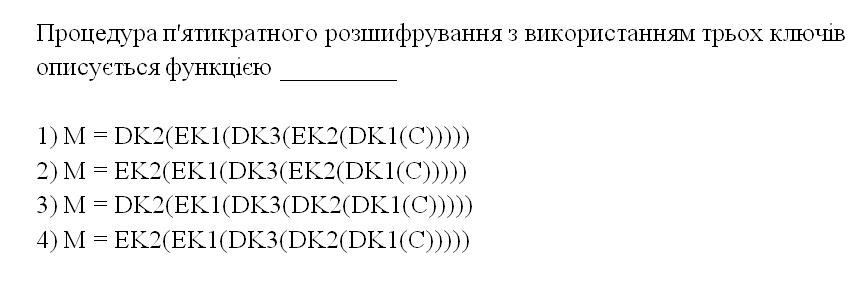 Процедура п'ятикратного розшифрування з використанням трьох ключів
описується функцією _________
1) M = DK2(EK1(DK3(EK2(DK1(C)))))
2) M = EK2(EK1(DK3(EK2(DK1(C)))))
3) M = DK2(EK1(DK3(DK2(DK1(C)))))
4) M = EK2(EK1(DK3(DK2(DK1(C)))))